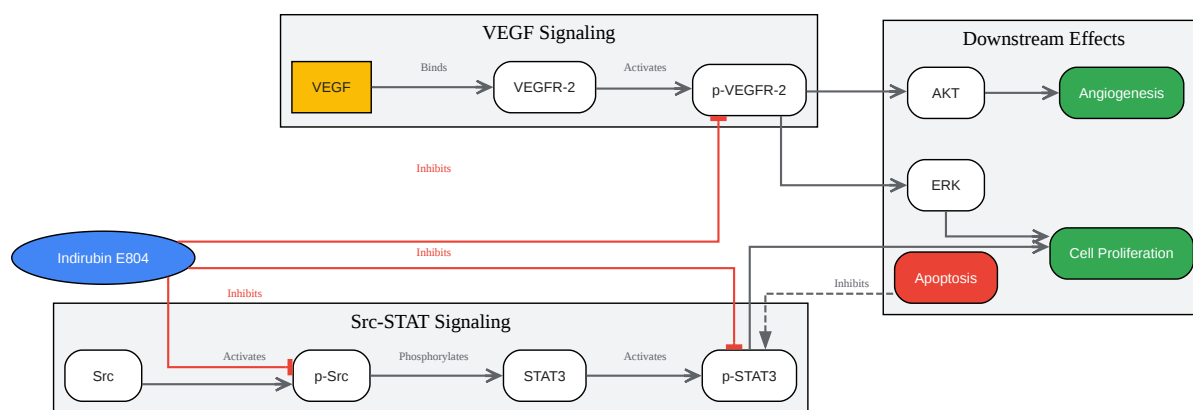 VEGF Signaling
Downstream Effects
VEGF
Binds
VEGFR-2
Activates
p-VEGFR-2
AKT
Angiogenesis
Inhibits
ERK
Indirubin E804
Inhibits
Cell Proliferation
Inhibits
Inhibits
Apoptosis
Src-STAT Signaling
Src
Activates
p-Src
Phosphorylates
STAT3
Activates
p-STAT3